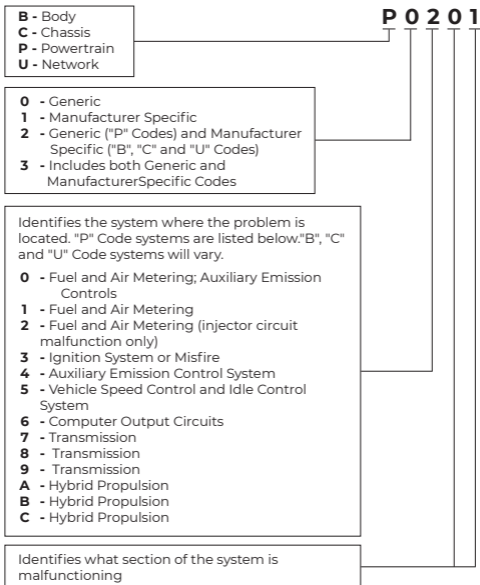 B - Body
C - Chassis
P - Powertrain
U - Network
P 0 2 0 1
0 - Generic
1 - Manufacturer Specific
2 - Generic ("P" Codes) and Manufacturer
Specific ("B", "C" and "U" Codes)
3 - Includes both Generic and
ManufacturerSpecific Codes
Identifies the system where the problem is
located. "P" Code systems are listed below."B", "C"
and "U" Code systems will vary.
0 - Fuel and Air Metering; Auxiliary Emission
Controls
1 - Fuel and Air Metering
2 - Fuel and Air Metering (injector circuit
malfunction only)
3 - Ignition System or Misfire
4 - Auxiliary Emission Control System
5 - Vehicle Speed Control and Idle Control
System
6 - Computer Output Circuits
7 - Transmission
8 - Transmission
9 - Transmission
A - Hybrid Propulsion
B - Hybrid Propulsion
C - Hybrid Propulsion
Identifies what section of the system is
malfunctioning